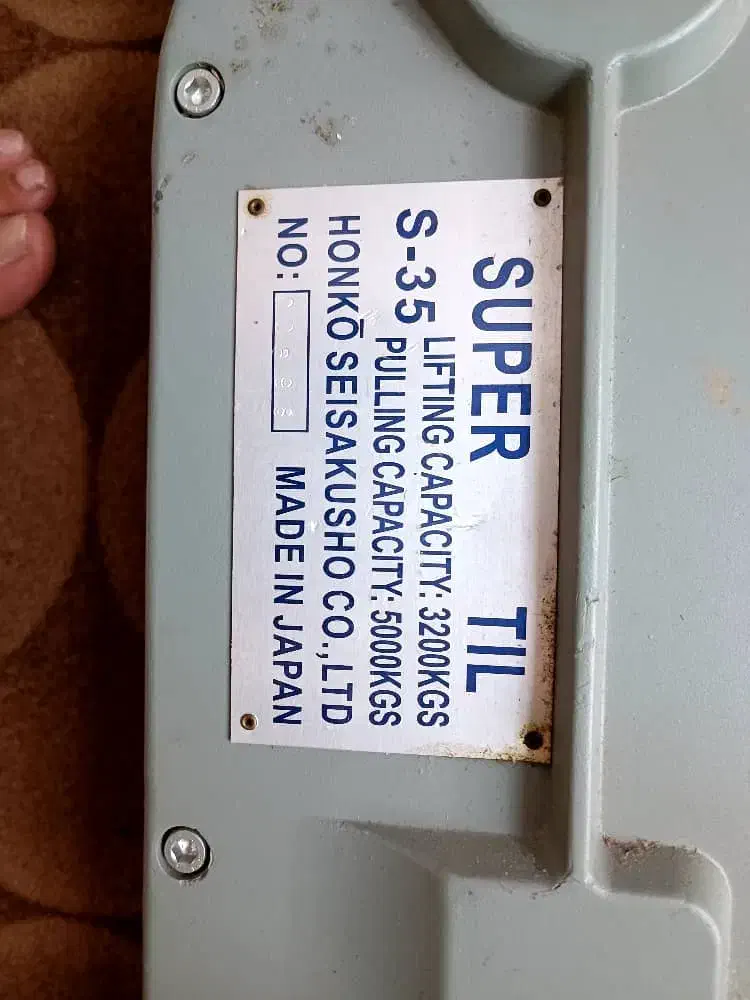 SUPER TIL
S-35 LIFTING CAPACITY: 3200KGS
PULLING CAPACITY: 5000KGS
HONKŌ SEISAKUSHO CO.,LTD
NO: MADE IN JAPAN